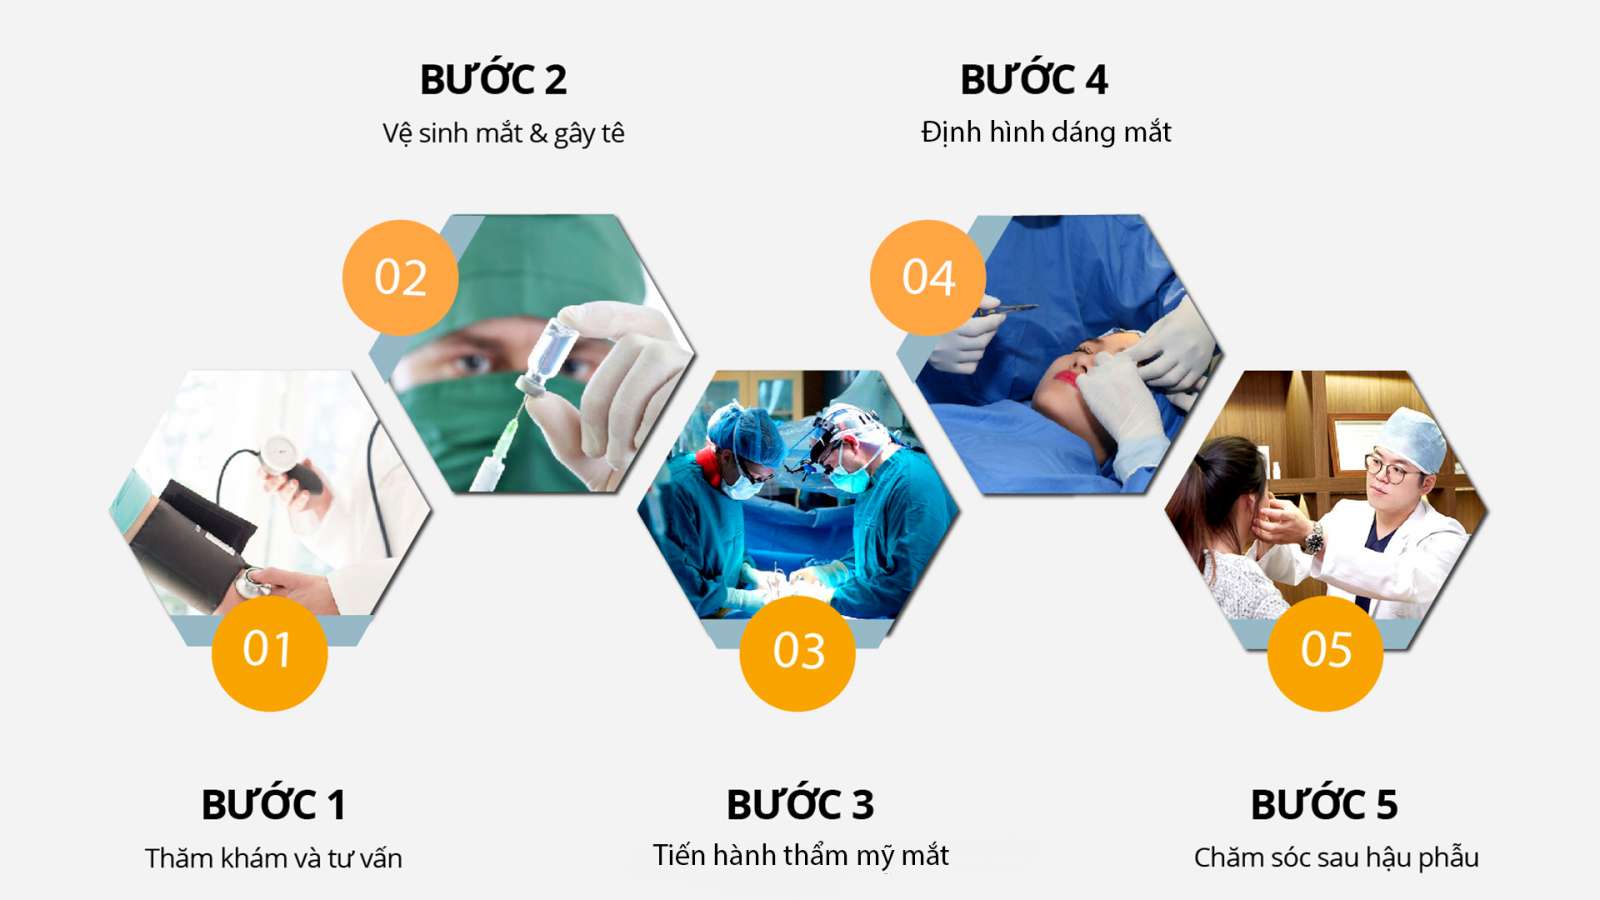 BƯỚC 2
Vệ sinh mắt & gây tê
BƯỚC 4
Định hình dáng mắt
02
04
01
03
05
BƯỚC 1
Thăm khám và tư vấn
BƯỚC 3
Tiến hành thẩm mỹ mắt
BƯỚC 5
Chăm sóc sau hậu phẫu